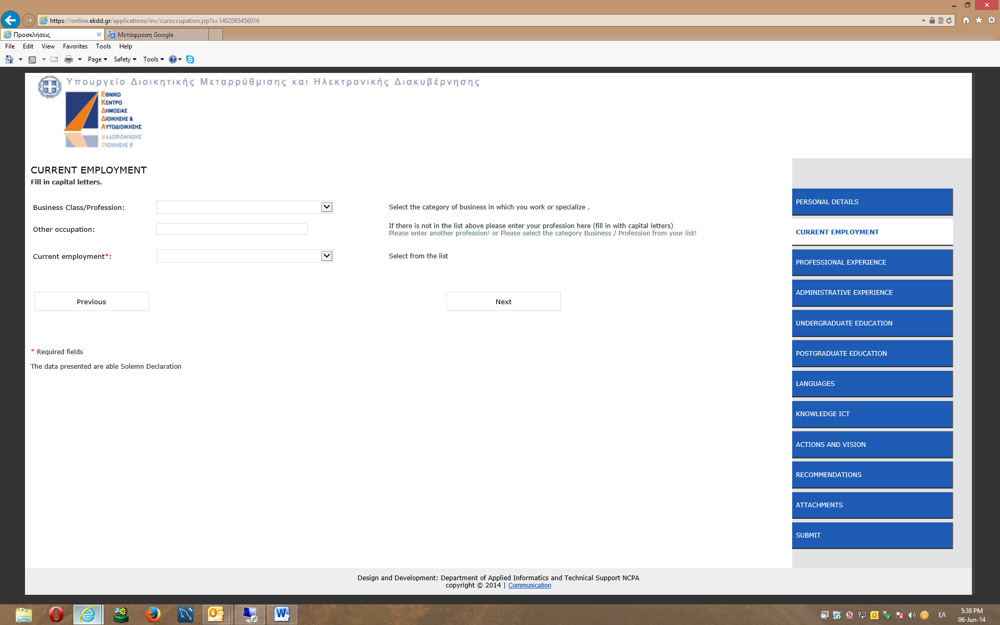 https://online.ekdd.gr/applications/inv/curoccupation.jsp?s=1402065456016
Προσκλήσεις
Μετάφραση Google
File Edit View Favorites Tools Help
Page Safety Tools
Υπουργείο Διοικητικής Μεταρρύθμισης και Ηλεκτρονικής Διακυβέρνησης
ΕΘΝΙΚΟ
ΚΕΝΤΡΟ
ΔΗΜΟΣΙΑΣ
ΔΙΟΙΚΗΣΗΣ &
ΑΥΤΟΔΙΟΙΚΗΣΗΣ
CURRENT EMPLOYMENT
Fill in capital letters.
Business Class/Profession:
Select the category of business in which you work or specialize .
Other occupation:
If there is not in the list above please enter your profession here (fill in with capital letters)
Please enter another profession! or Please select the category Business / Profession from your list!
Current employment*:
Select from the list
Previous
Next
* Required fields
The data presented are able Solemn Declaration
PERSONAL DETAILS
CURRENT EMPLOYMENT
PROFESSIONAL EXPERIENCE
ADMINISTRATIVE EXPERIENCE
UNDERGRADUATE EDUCATION
POSTGRADUATE EDUCATION
LANGUAGES
KNOWLEDGE ICT
ACTIONS AND VISION
RECOMMENDATIONS
ATTACHMENTS
SUBMIT
Design and Development: Department of Applied Informatics and Technical Support NCPA
copyright © 2014 | Communication
ΕΛ
5:38 PM
06-Jun-14